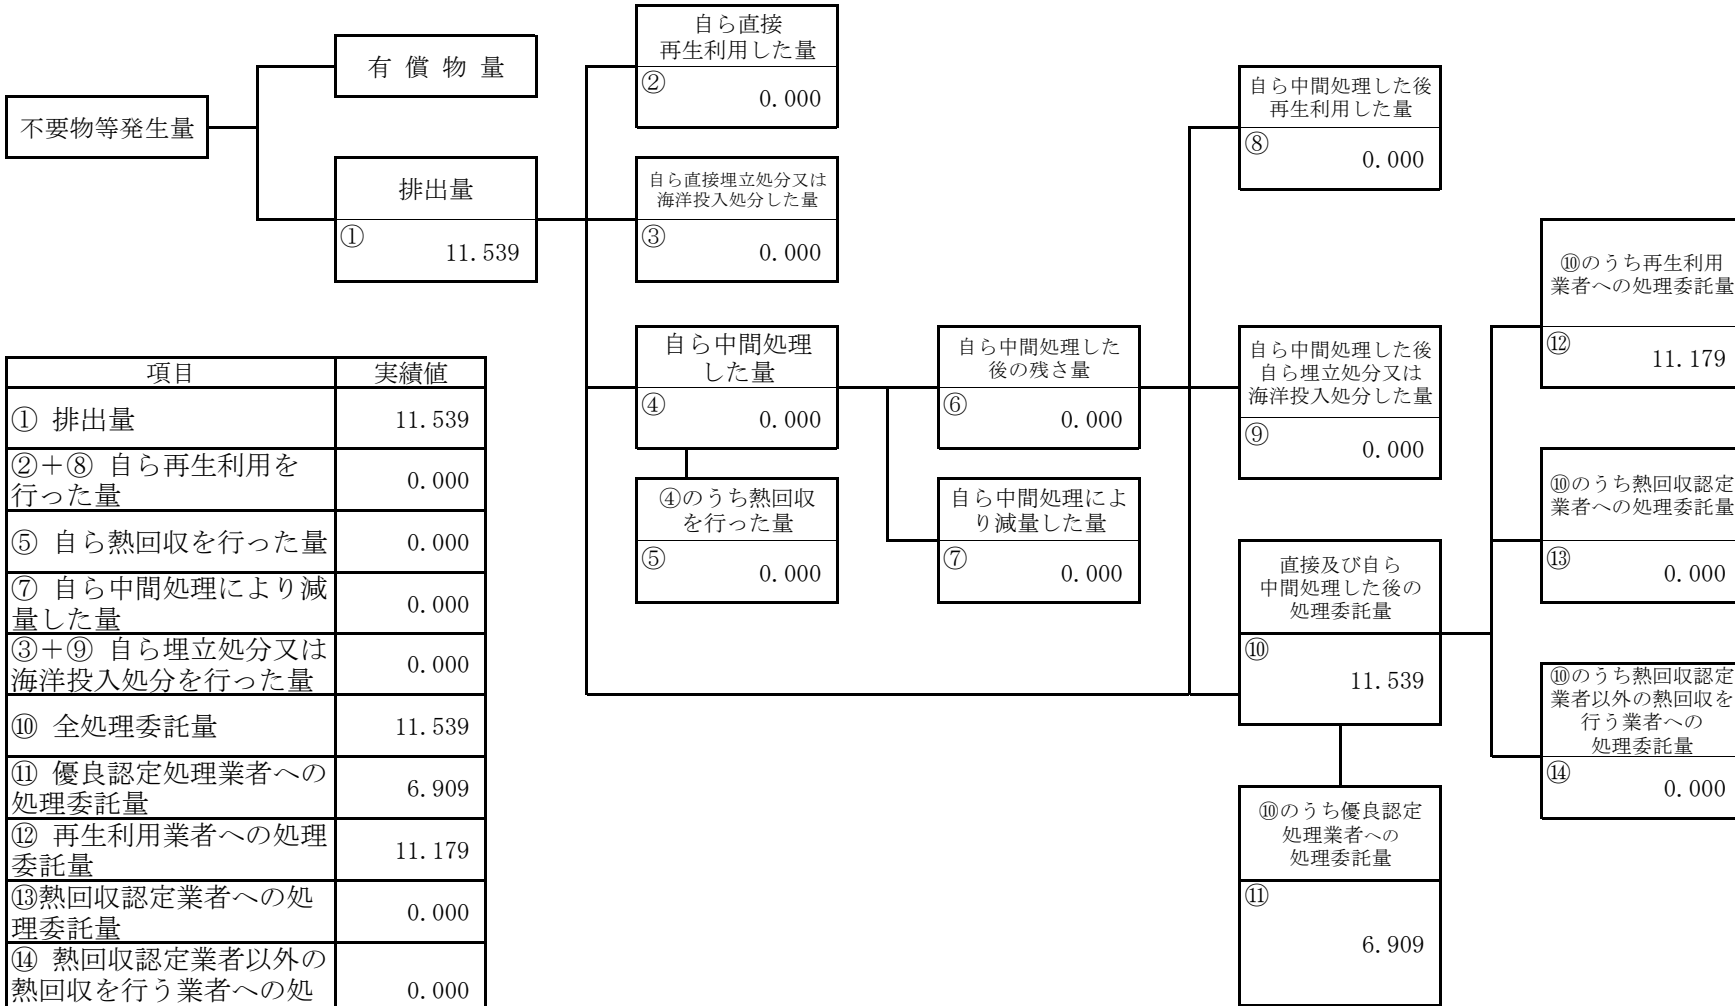 不要物等発生量
有 償 物 量
排出量
①
11.539
自ら直接
再生利用した量
②
0.000
自ら直接埋立処分又は
海洋投入処分した量
③
0.000
自ら中間処理
した量
④
0.000
④のうち熱回収
を行った量
⑤
0.000
自ら中間処理した
後の残さ量
⑥
0.000
自ら中間処理によ
り減量した量
⑦
0.000
自ら中間処理した後
再生利用した量
⑧
0.000
自ら中間処理した後
自ら埋立処分又は
海洋投入処分した量
⑨
0.000
直接及び自ら
中間処理した後の
処理委託量
⑩
11.539
⑩のうち優良認定
処理業者への
処理委託量
⑪
6.909
⑩のうち再生利用
業者への処理委託量
⑫
11.179
⑩のうち熱回収認定
業者への処理委託量
⑬
0.000
⑩のうち熱回収認定
業者以外の熱回収を
行う業者への
処理委託量
⑭
0.000
項目 実績値
① 排出量 11.539
②＋⑧ 自ら再生利用を
行った量 0.000
⑤ 自ら熱回収を行った量 0.000
⑦ 自ら中間処理により減
量した量 0.000
③＋⑨ 自ら埋立処分又は
海洋投入処分を行った量 0.000
⑩ 全処理委託量 11.539
⑪ 優良認定処理業者への
処理委託量 6.909
⑫ 再生利用業者への処理
委託量 11.179
⑬熱回収認定業者への処
理委託量 0.000
⑭ 熱回収認定業者以外の
熱回収を行う業者への処 0.000